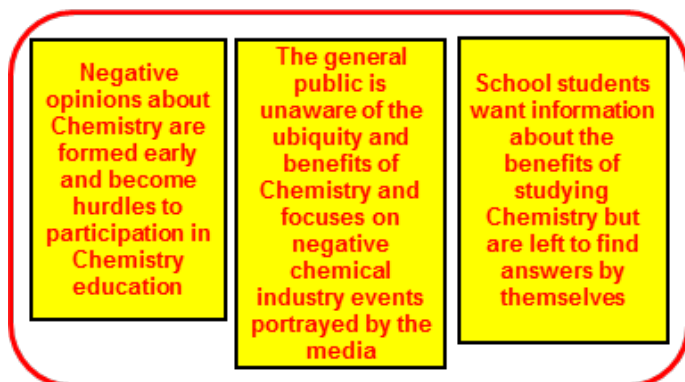 Negative
opinions about
Chemistry are
formed early
and become
hurdles to
participation in
Chemistry
education
The general
public is
unaware of the
ubiquity and
benefits of
Chemistry and
focuses on
negative
chemical
industry events
portrayed by the
media
School students
want information
about the
benefits of
studying
Chemistry but
are left to find
answers by
themselves